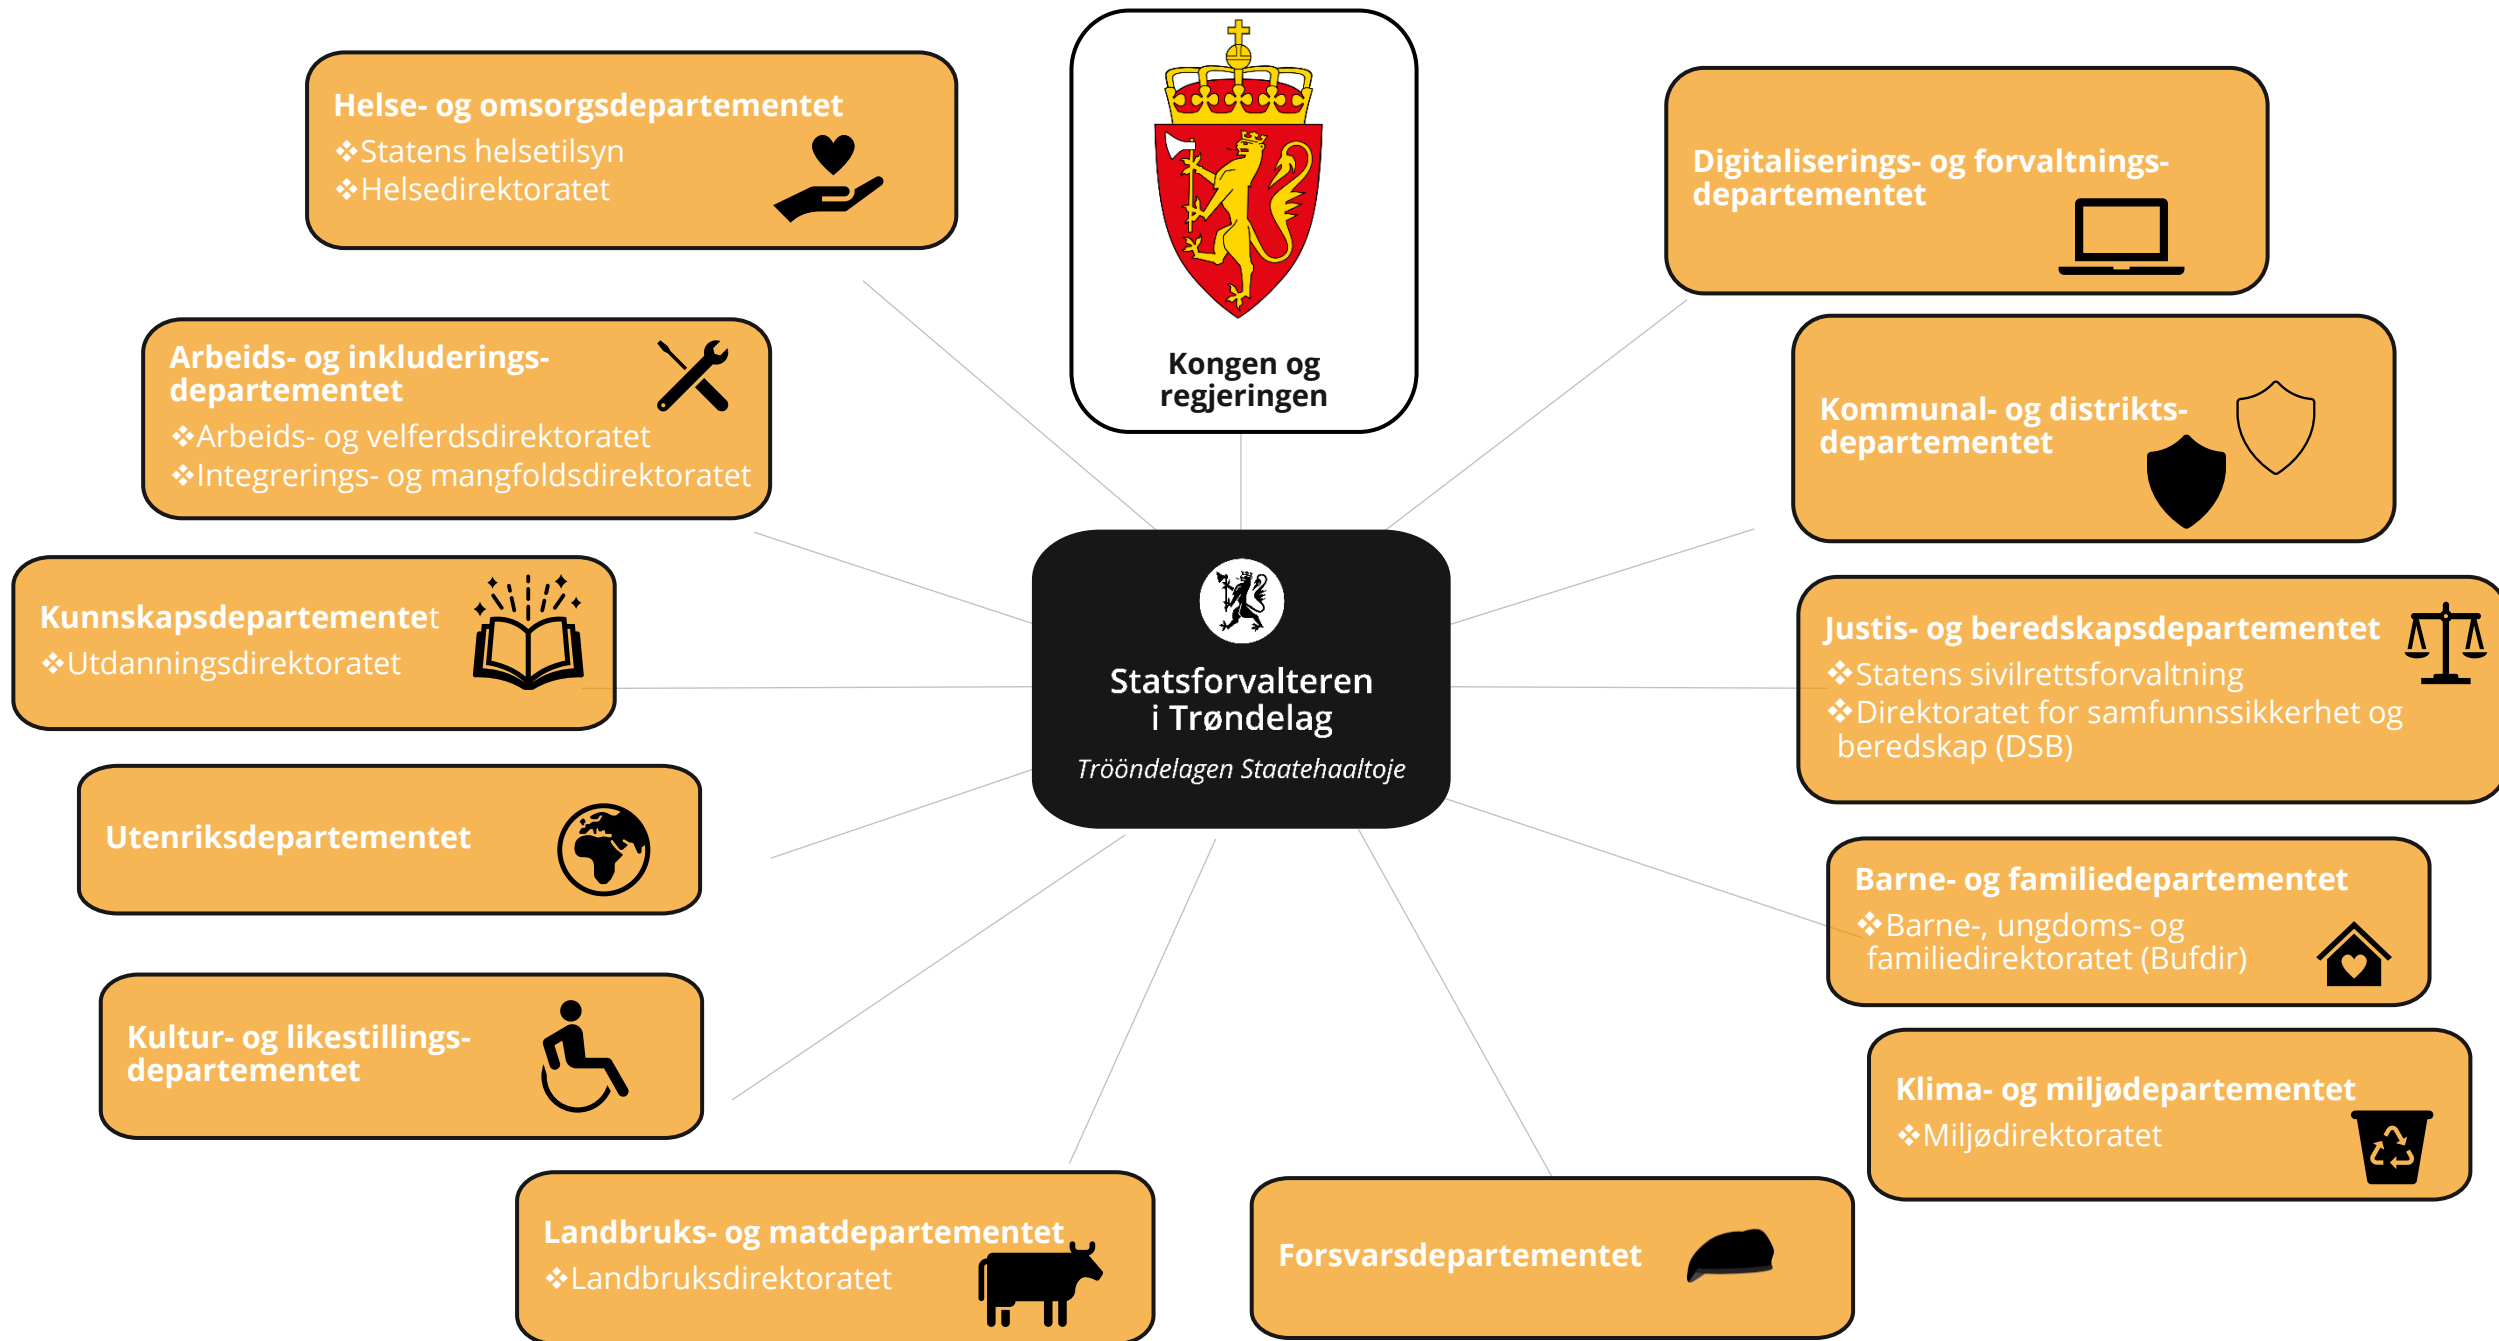 Kongen og
regjeringen
Helse- og omsorgsdepartementet
❖Statens helsetilsyn
❖Helsedirektoratet
Digitaliserings- og forvaltnings-
departementet
Arbeids- og inkluderings-
departementet
❖Arbeids- og velferdsdirektoratet
❖Integrerings- og mangfoldsdirektoratet
Kommunal- og distrikts-
departementet
Kunnskapsdepartementet
❖Utdanningsdirektoratet
Statsforvalteren
i Trøndelag
Trööndelagen Staatehaaltoje
Justis- og beredskapsdepartementet
❖Statens sivilrettsforvaltning
❖Direktoratet for samfunnssikkerhet og
beredskap (DSB)
Utenriksdepartementet
Barne- og familiedepartementet
❖Barne-, ungdoms- og
familiedirektoratet (Bufdir)
Kultur- og likestillings-
departementet
Klima- og miljødepartementet
❖Miljødirektoratet
Landbruks- og matdepartementet
❖Landbruksdirektoratet
Forsvarsdepartementet